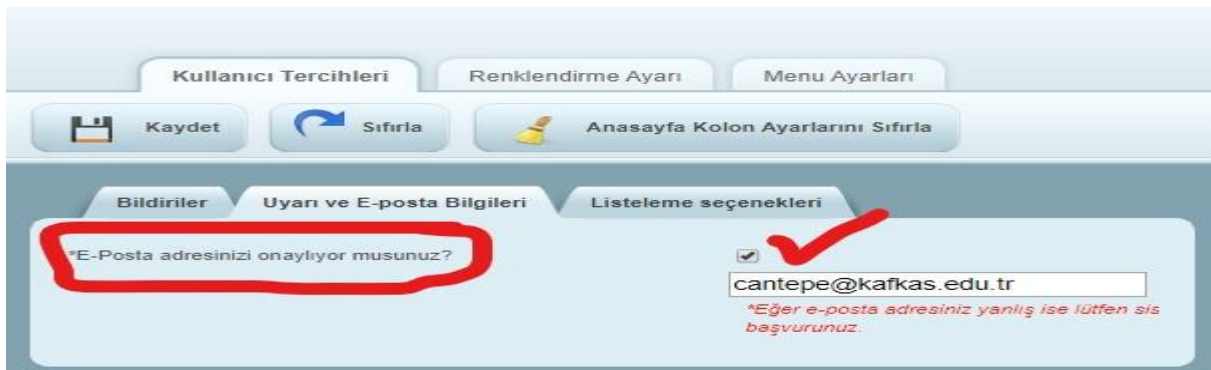 Kullanıcı Tercihleri Renklendirme Ayarı Menu Ayarları
Kaydet Sıfırla Anasayfa Kolon Ayarlarını Sıfırla
Bildiriler Uyarı ve E-posta Bilgileri Listeleme seçenekleri
*E-Posta adresinizi onaylıyor musunuz?
cantepe@kafkas.edu.tr
*Eğer e-posta adresiniz yanlış ise lütfen sis
başvurunuz.